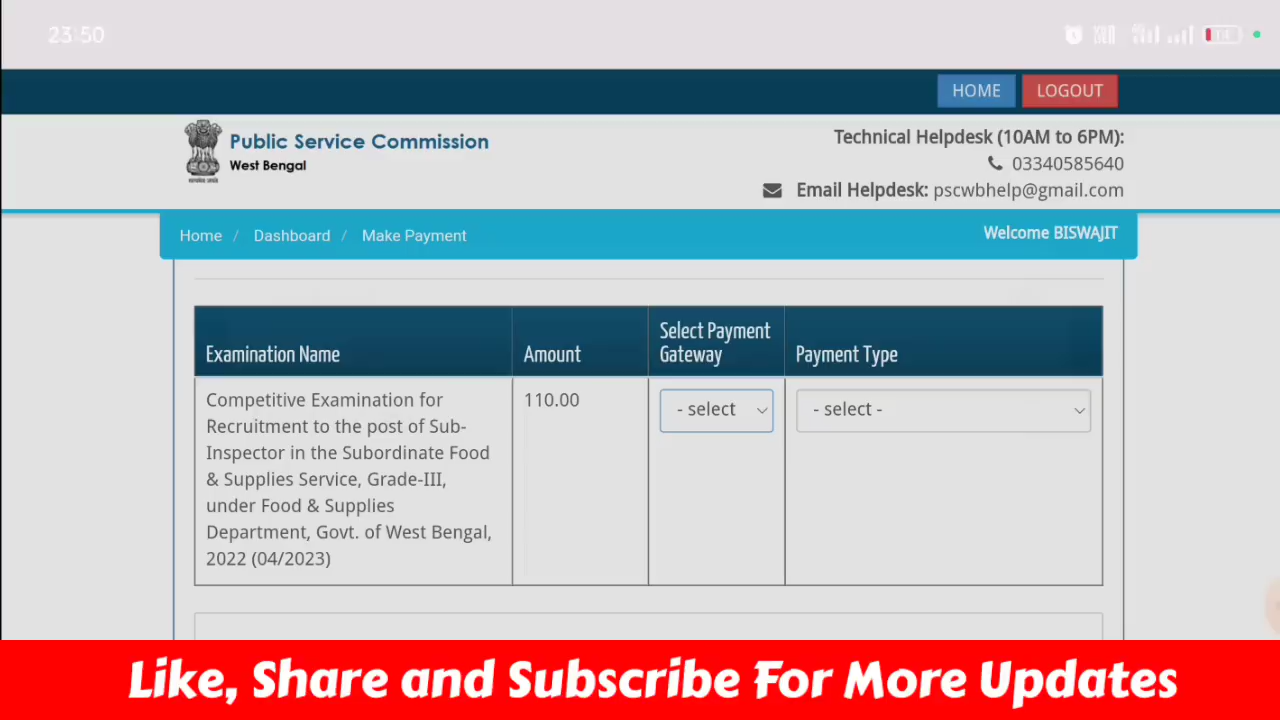 23:50
HOME LOGOUT
Public Service Commission
West Bengal
Technical Helpdesk (10AM to 6PM):
03340585640
Email Helpdesk: pscwbhelp@gmail.com
Home / Dashboard / Make Payment
Welcome BISWAJIT
Examination Name
Amount
Select Payment
Gateway
Payment Type
Competitive Examination for
Recruitment to the post of Sub-
Inspector in the Subordinate Food
& Supplies Service, Grade-III,
under Food & Supplies
Department, Govt. of West Bengal,
2022 (04/2023)
110.00
- select
- select -
Like, Share and Subscribe For More Updates